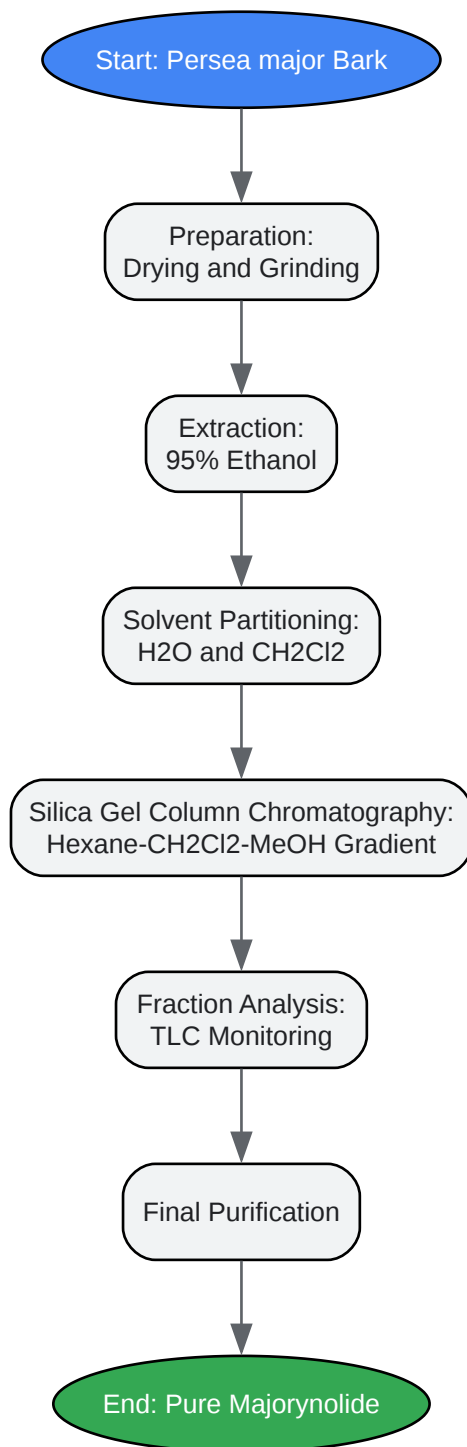 Start: Persea major Bark
Preparation:
Drying and Grinding
Extraction:
95% Ethanol
Solvent Partitioning:
H2O and CH2Cl2
Silica Gel Column Chromatography:
Hexane-CH2Cl2-MeOH Gradient
Fraction Analysis:
TLC Monitoring
Final Purification
End: Pure Majorynolide